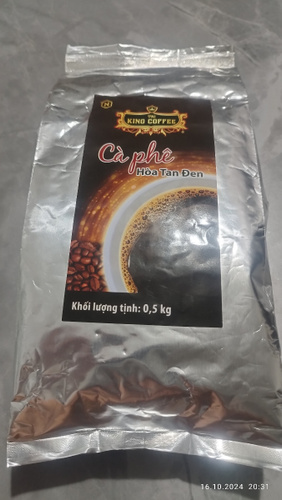 N
KING COFFEE
Cà phê
Hòa Tan Đen
Khối lượng tịnh: 0,5 kg
16.10.2024 20:31